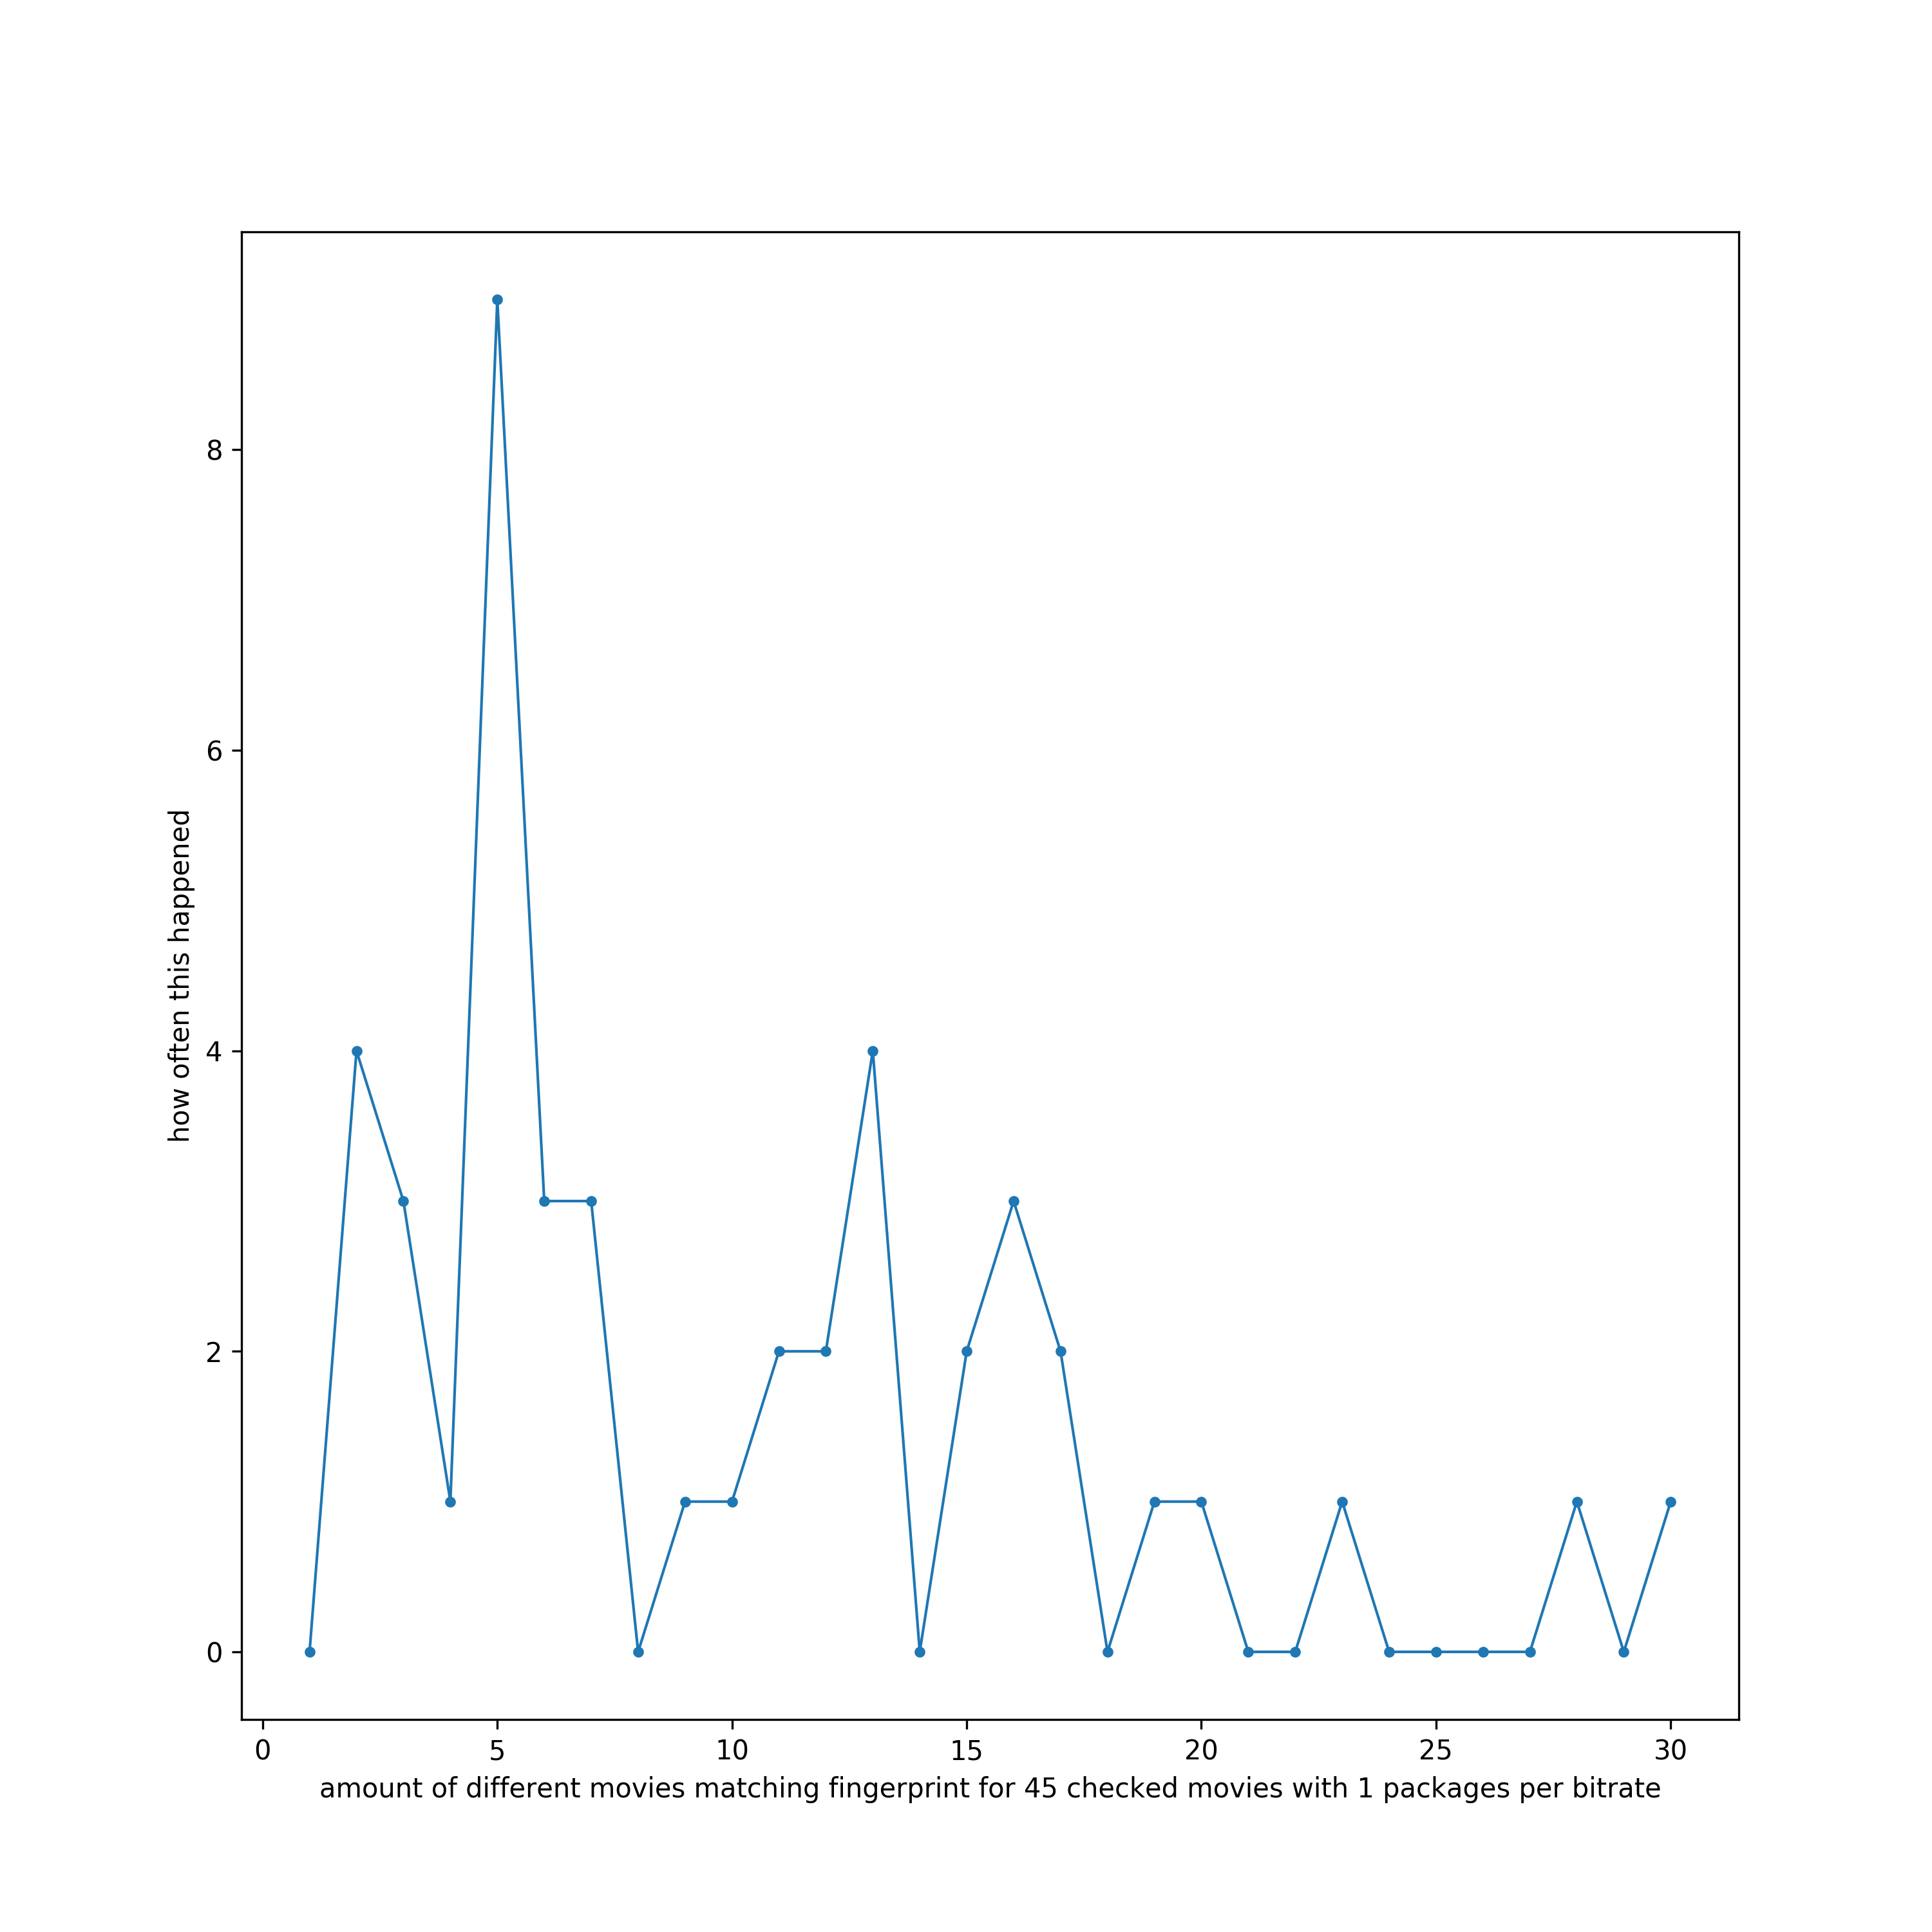 8
6
4
2
0
how often this happened
0 5 10 15 20 25 30
amount of different movies matching fingerprint for 45 checked movies with 1 packages per bitrate